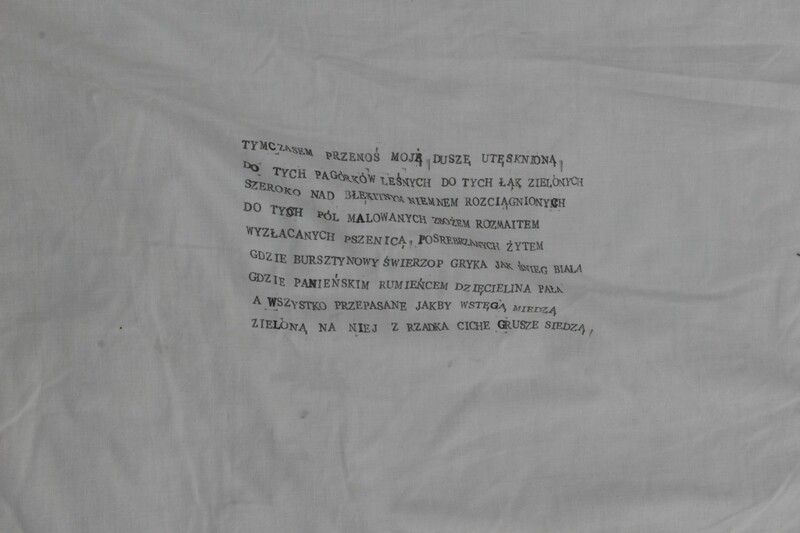 TYMCZASEM PRZENOŚ MOJĄ DUSZĘ UTĘSKNIONĄ,
DO TYCH PAGÓRKÓW LEŚNYCH DO TYCH ŁĄK ZIELONYCH
SZEROKO NAD BŁĘKITNYM NIEMNEM ROZCIĄGNIONYCH
DO TYCH PÓL MALOWANYCH ZBOŻEM ROZMAITEM
WYZŁACANYCH PSZENICĄ, POSREBRZANYCH ŻYTEM
GDZIE BURSZTYNOWY ŚWIERZOP GRYKA JAK ŚNIEG BIAŁA
GDZIE PANIEŃSKIM RUMIEŃCEM DZIĘCIELINA PAŁA
A WSZYSTKO PRZEPASANE JAKBY WSTĘGĄ MIEDZĄ
ZIELONĄ NA NIEJ Z RZADKA CICHE GRUSZE SIEDZĄ,